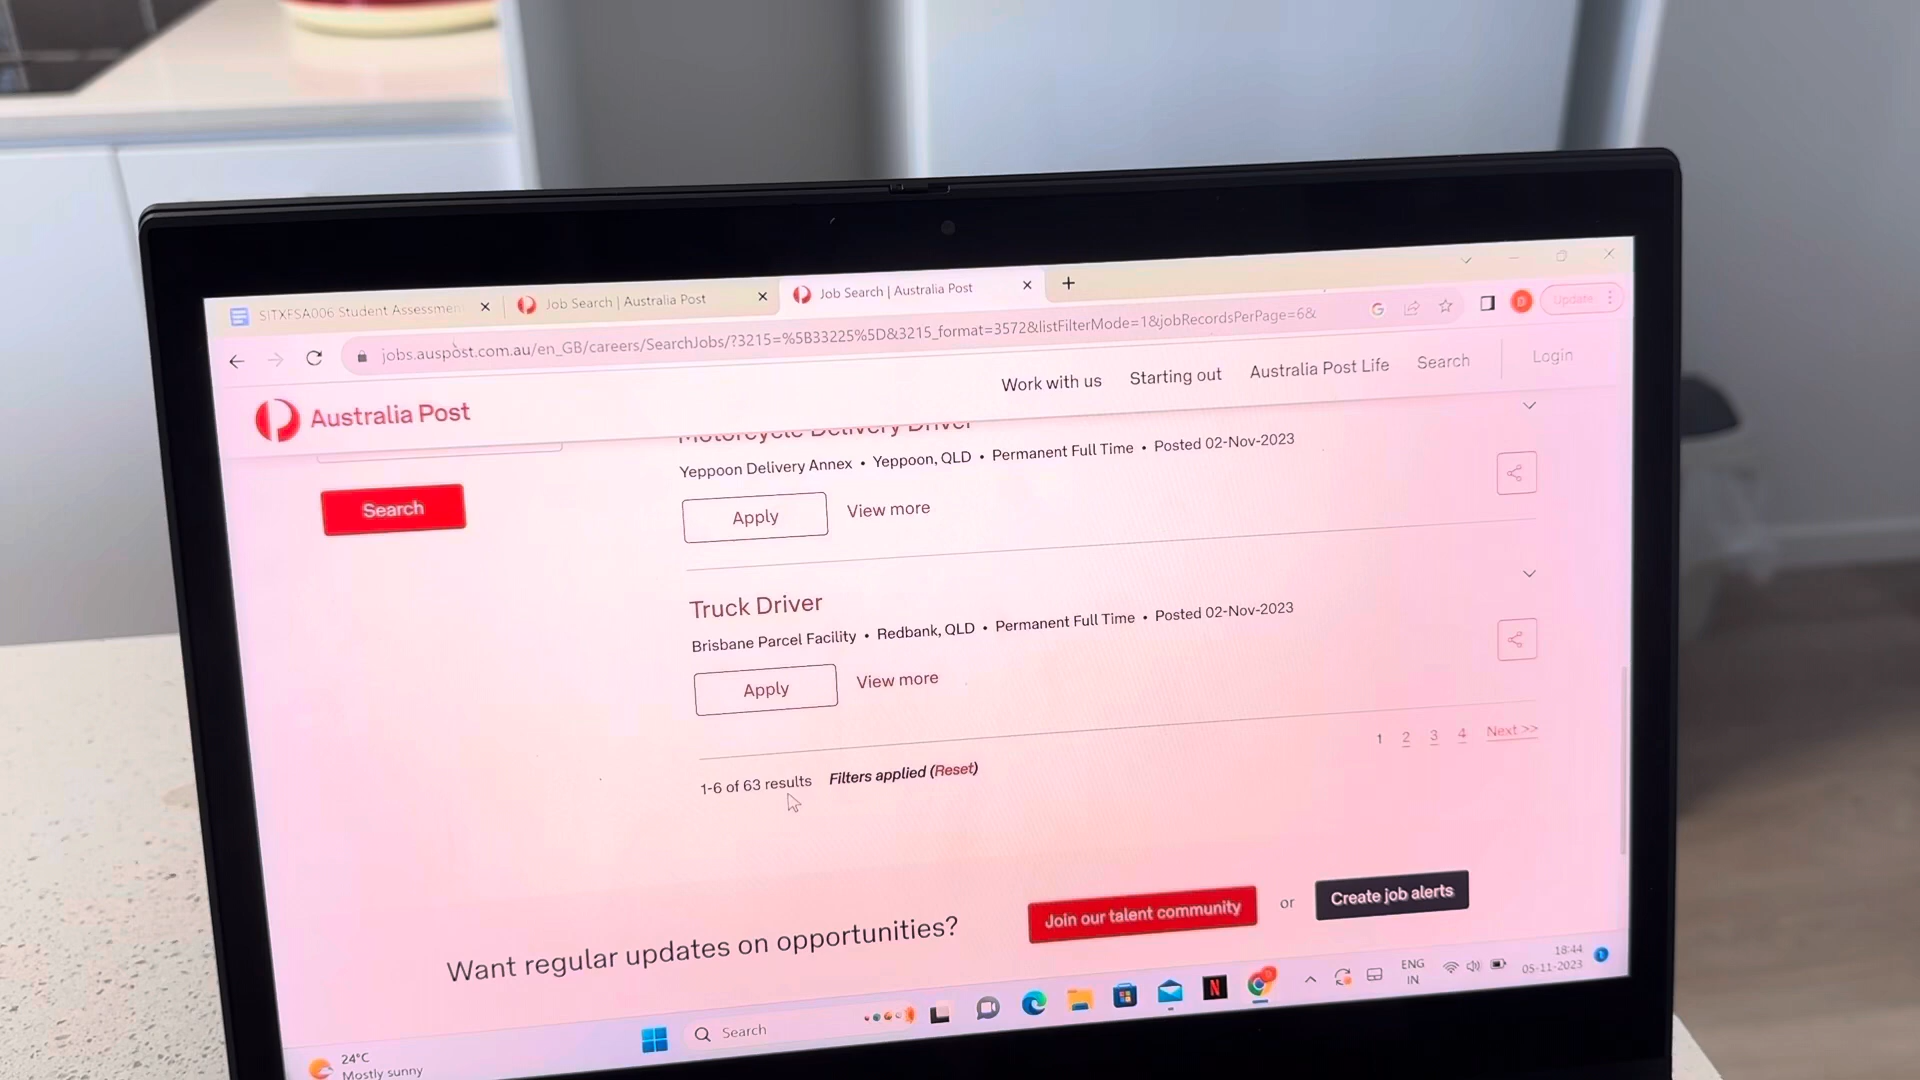 SITXFSA006 Student Assessment
Job Search | Australia Post
Job Search | Australia Post
jobs.auspost.com.au/en_GB/careers/SearchJobs/?3215=%5B33225%5D&3215_format=3572&listFilterMode=1&jobRecordsPerPage=6&
Update
Australia Post
Work with us
Starting out
Australia Post Life
Search
Login
Motorcycle Delivery Driver
Yeppoon Delivery Annex • Yeppoon, QLD • Permanent Full Time • Posted 02-Nov-2023
Search
Apply
View more
Truck Driver
Brisbane Parcel Facility • Redbank, QLD • Permanent Full Time • Posted 02-Nov-2023
Apply
View more
1 2 3 4 Next >>
1-6 of 63 results Filters applied (Reset)
Want regular updates on opportunities?
Join our talent community
or
Create job alerts
24°C
Mostly sunny
Search
N
ENG
IN
18:44
05-11-2023